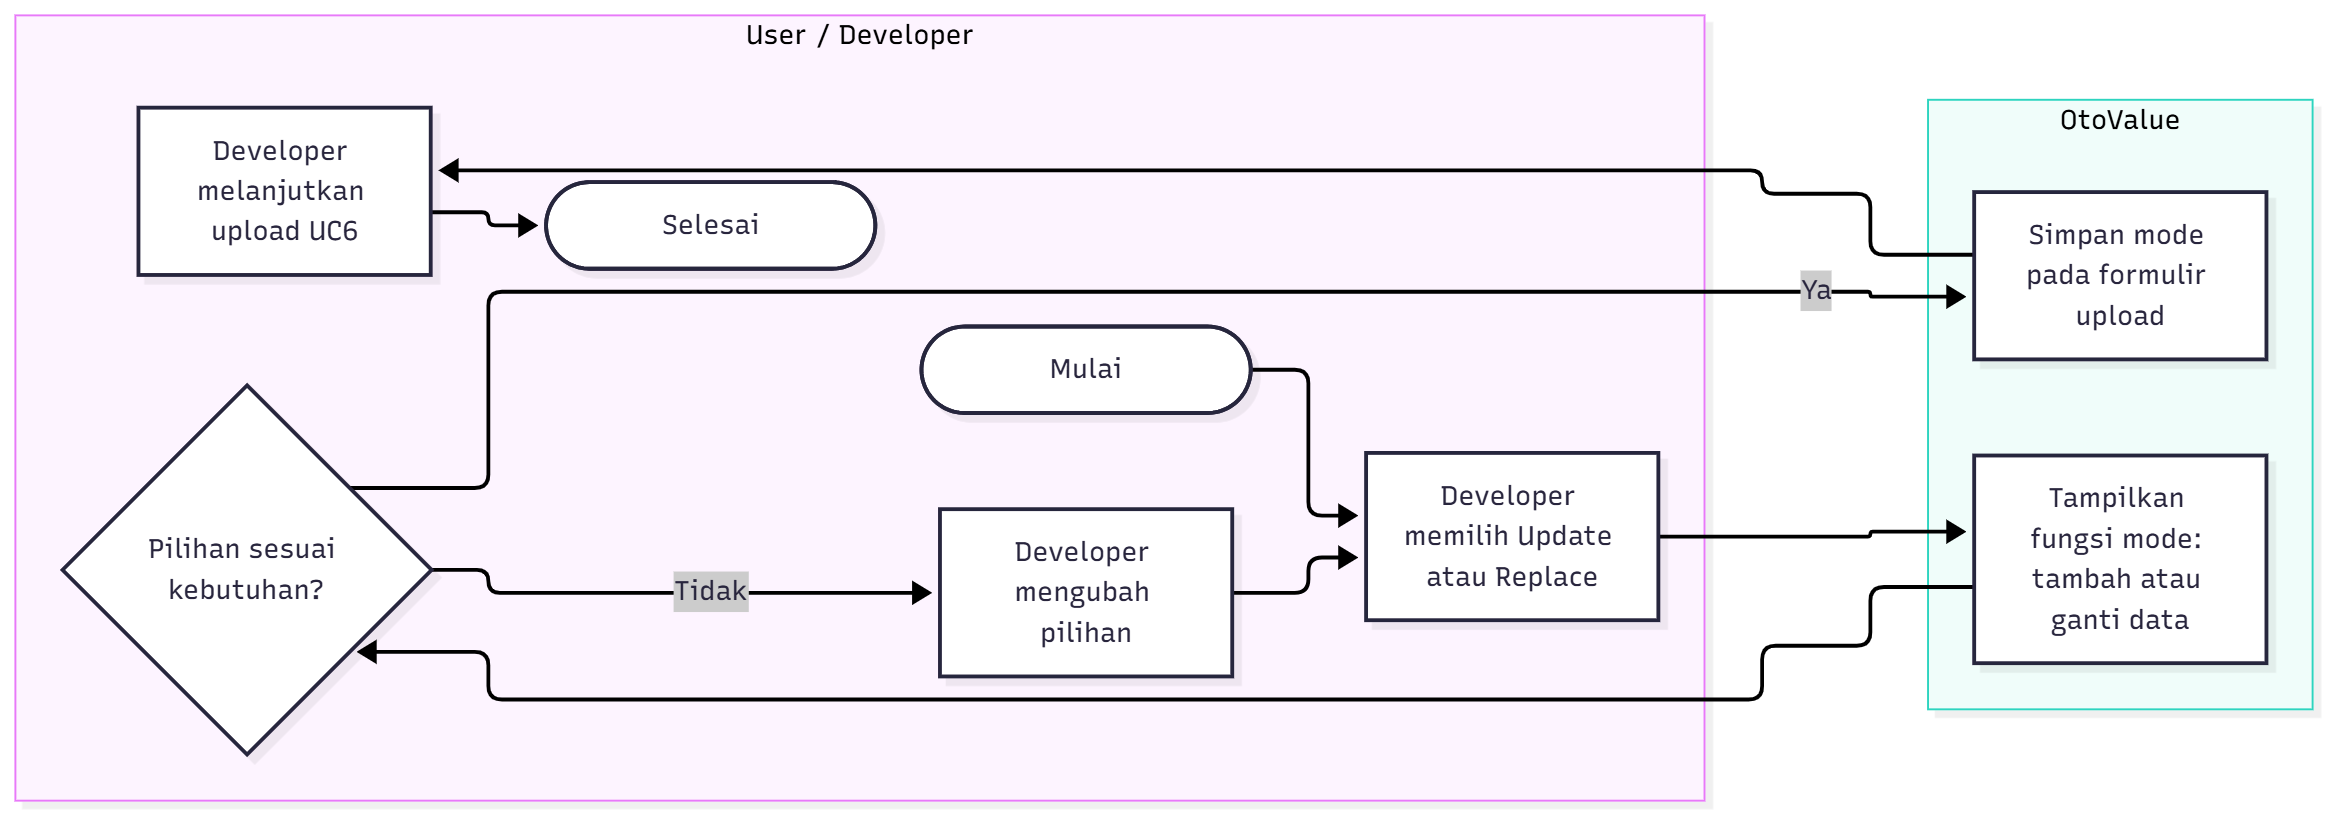 User / Developer
Developer
melanjutkan
upload UC6
Selesai
Mulai
Pilihan sesuai
kebutuhan?
Tidak
Developer
mengubah
pilihan
Developer
memilih Update
atau Replace
Ya
OtoValue
Simpan mode
pada formulir
upload
Tampilkan
fungsi mode:
tambah atau
ganti data